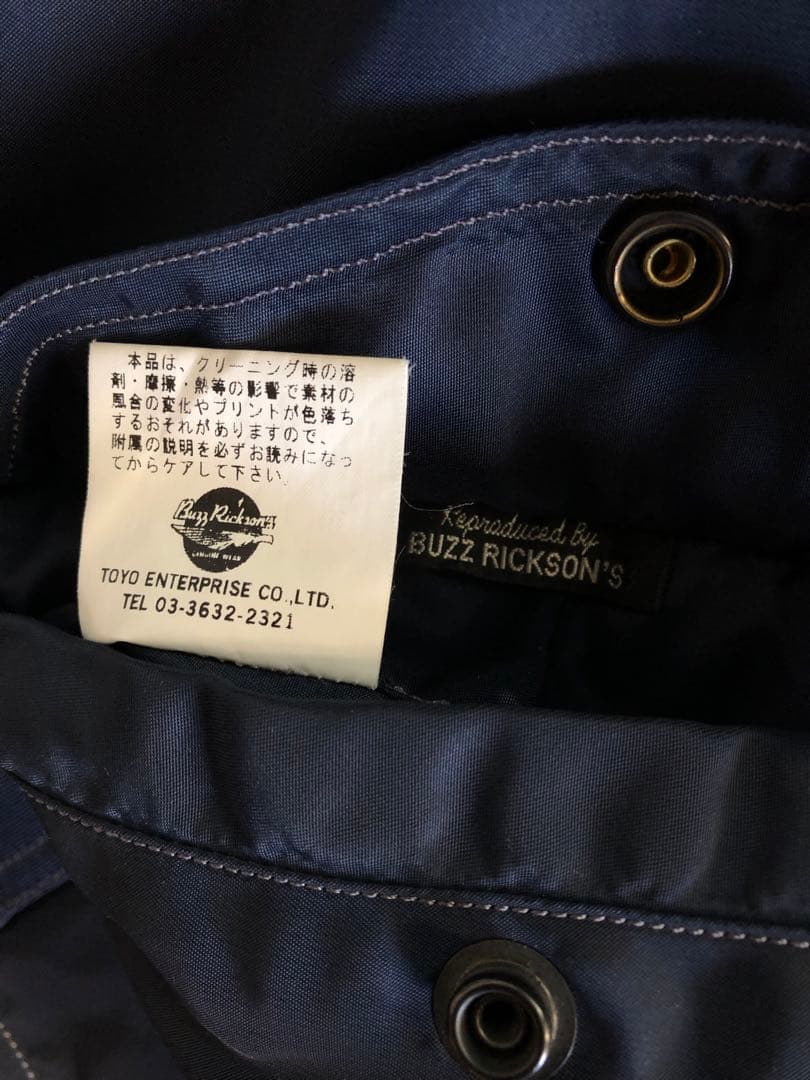 本品は、クリーニング時の溶
剤・摩擦・熱等の影響で素材の
風合の変化やプリントが色落ち
するおそれがありますので、
附属の説明を必ずお読みになっ
てからケアして下さい。
Buzz Rickson's
GENUINE WEAR
TOYO ENTERPRISE CO.,LTD.
TEL 03-3632-2321
Reproduced By
BUZZ RICKSON'S